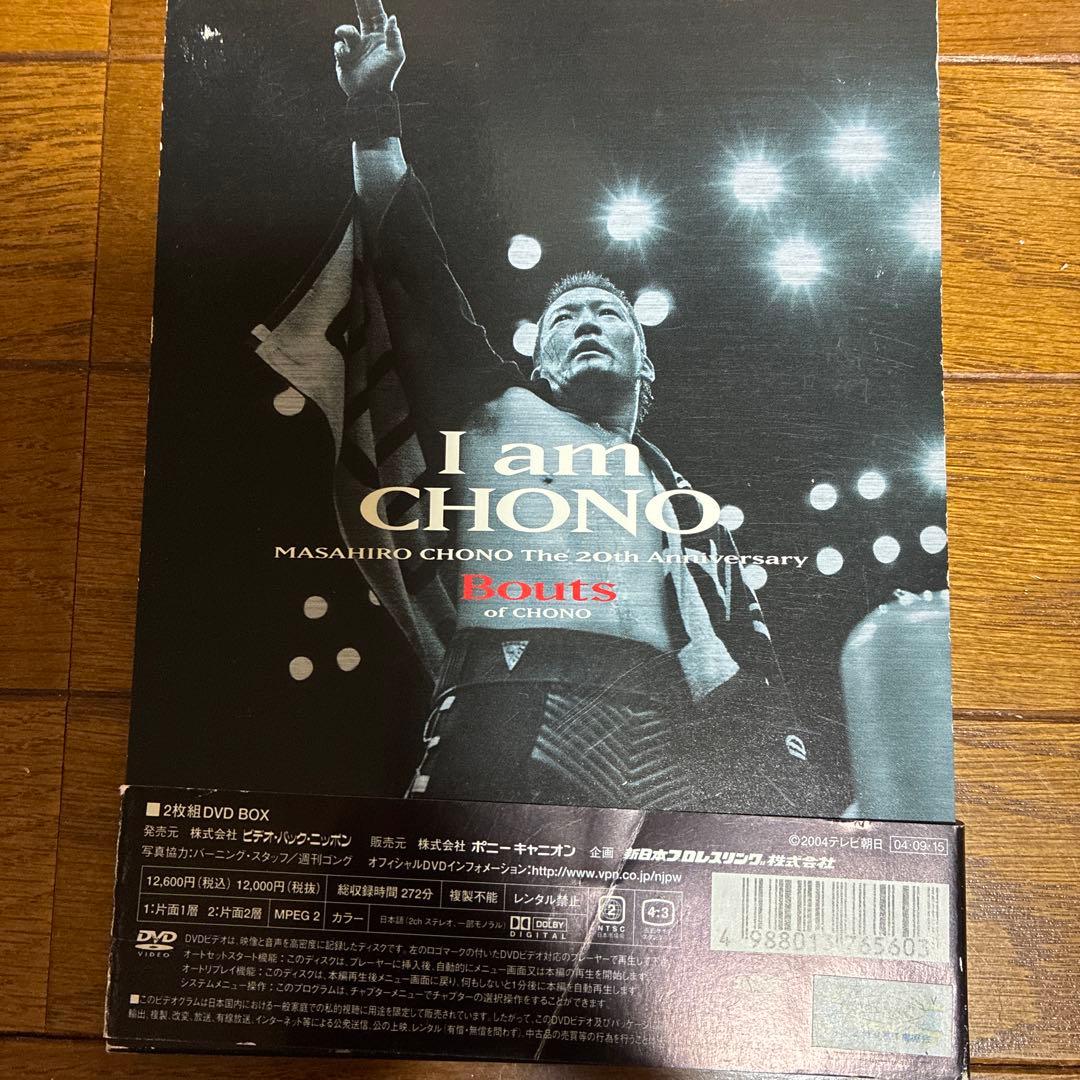 I am
CHONO
MASAHIRO CHONO The 20th Anniversary
Bouts
of CHONO
■2枚組DVD BOX
発売元 株式会社 ビデオ・パック・ニッポン 販売元 株式会社 ポニーキャニオン 企画 新日本プロレスリング株式会社 ©2004テレビ朝日 04・09・15
写真協力:バーニング・スタッフ/週刊ゴング オフィシャルDVDインフォメーション:http://www.vpn.co.jp/njpw
12,600円(税込) 12,000円(税抜) 総収録時間 272分 複製不能 レンタル禁止
1:片面1層 2:片面2層 MPEG 2 カラー 日本語(2ch ステレオ、一部モノラル) DOLBY DIGITAL
2 NTSC 日本市場向 4:3
DVD VIDEO
DVDビデオは、映像と音声を高密度に記録したディスクです。左のロゴマークの付いたDVDビデオ対応のプレーヤーで再生して下さい
オートセットスタート機能:このディスクは、プレーヤーに挿入後、自動的にメニュー画面又は本編の再生を開始します
オートリプレイ機能:このディスクは、本編再生後メニュー画面に戻り、何もしないと1分後に本編を自動再生します
システムメニュー操作:このプログラムは、チャプターメニューでチャプターの選択操作をすることができます
■このビデオグラムは日本国内における一般家庭での私的視聴に用途を限定して販売されています。したがって、このDVDビデオ及びパッケージ
輸出、複製、改変、放送、有線放送、インターネット等による公衆送信、公の上映、レンタル(有償・無償を問わず)、中古品の売買等の行為を行うことは